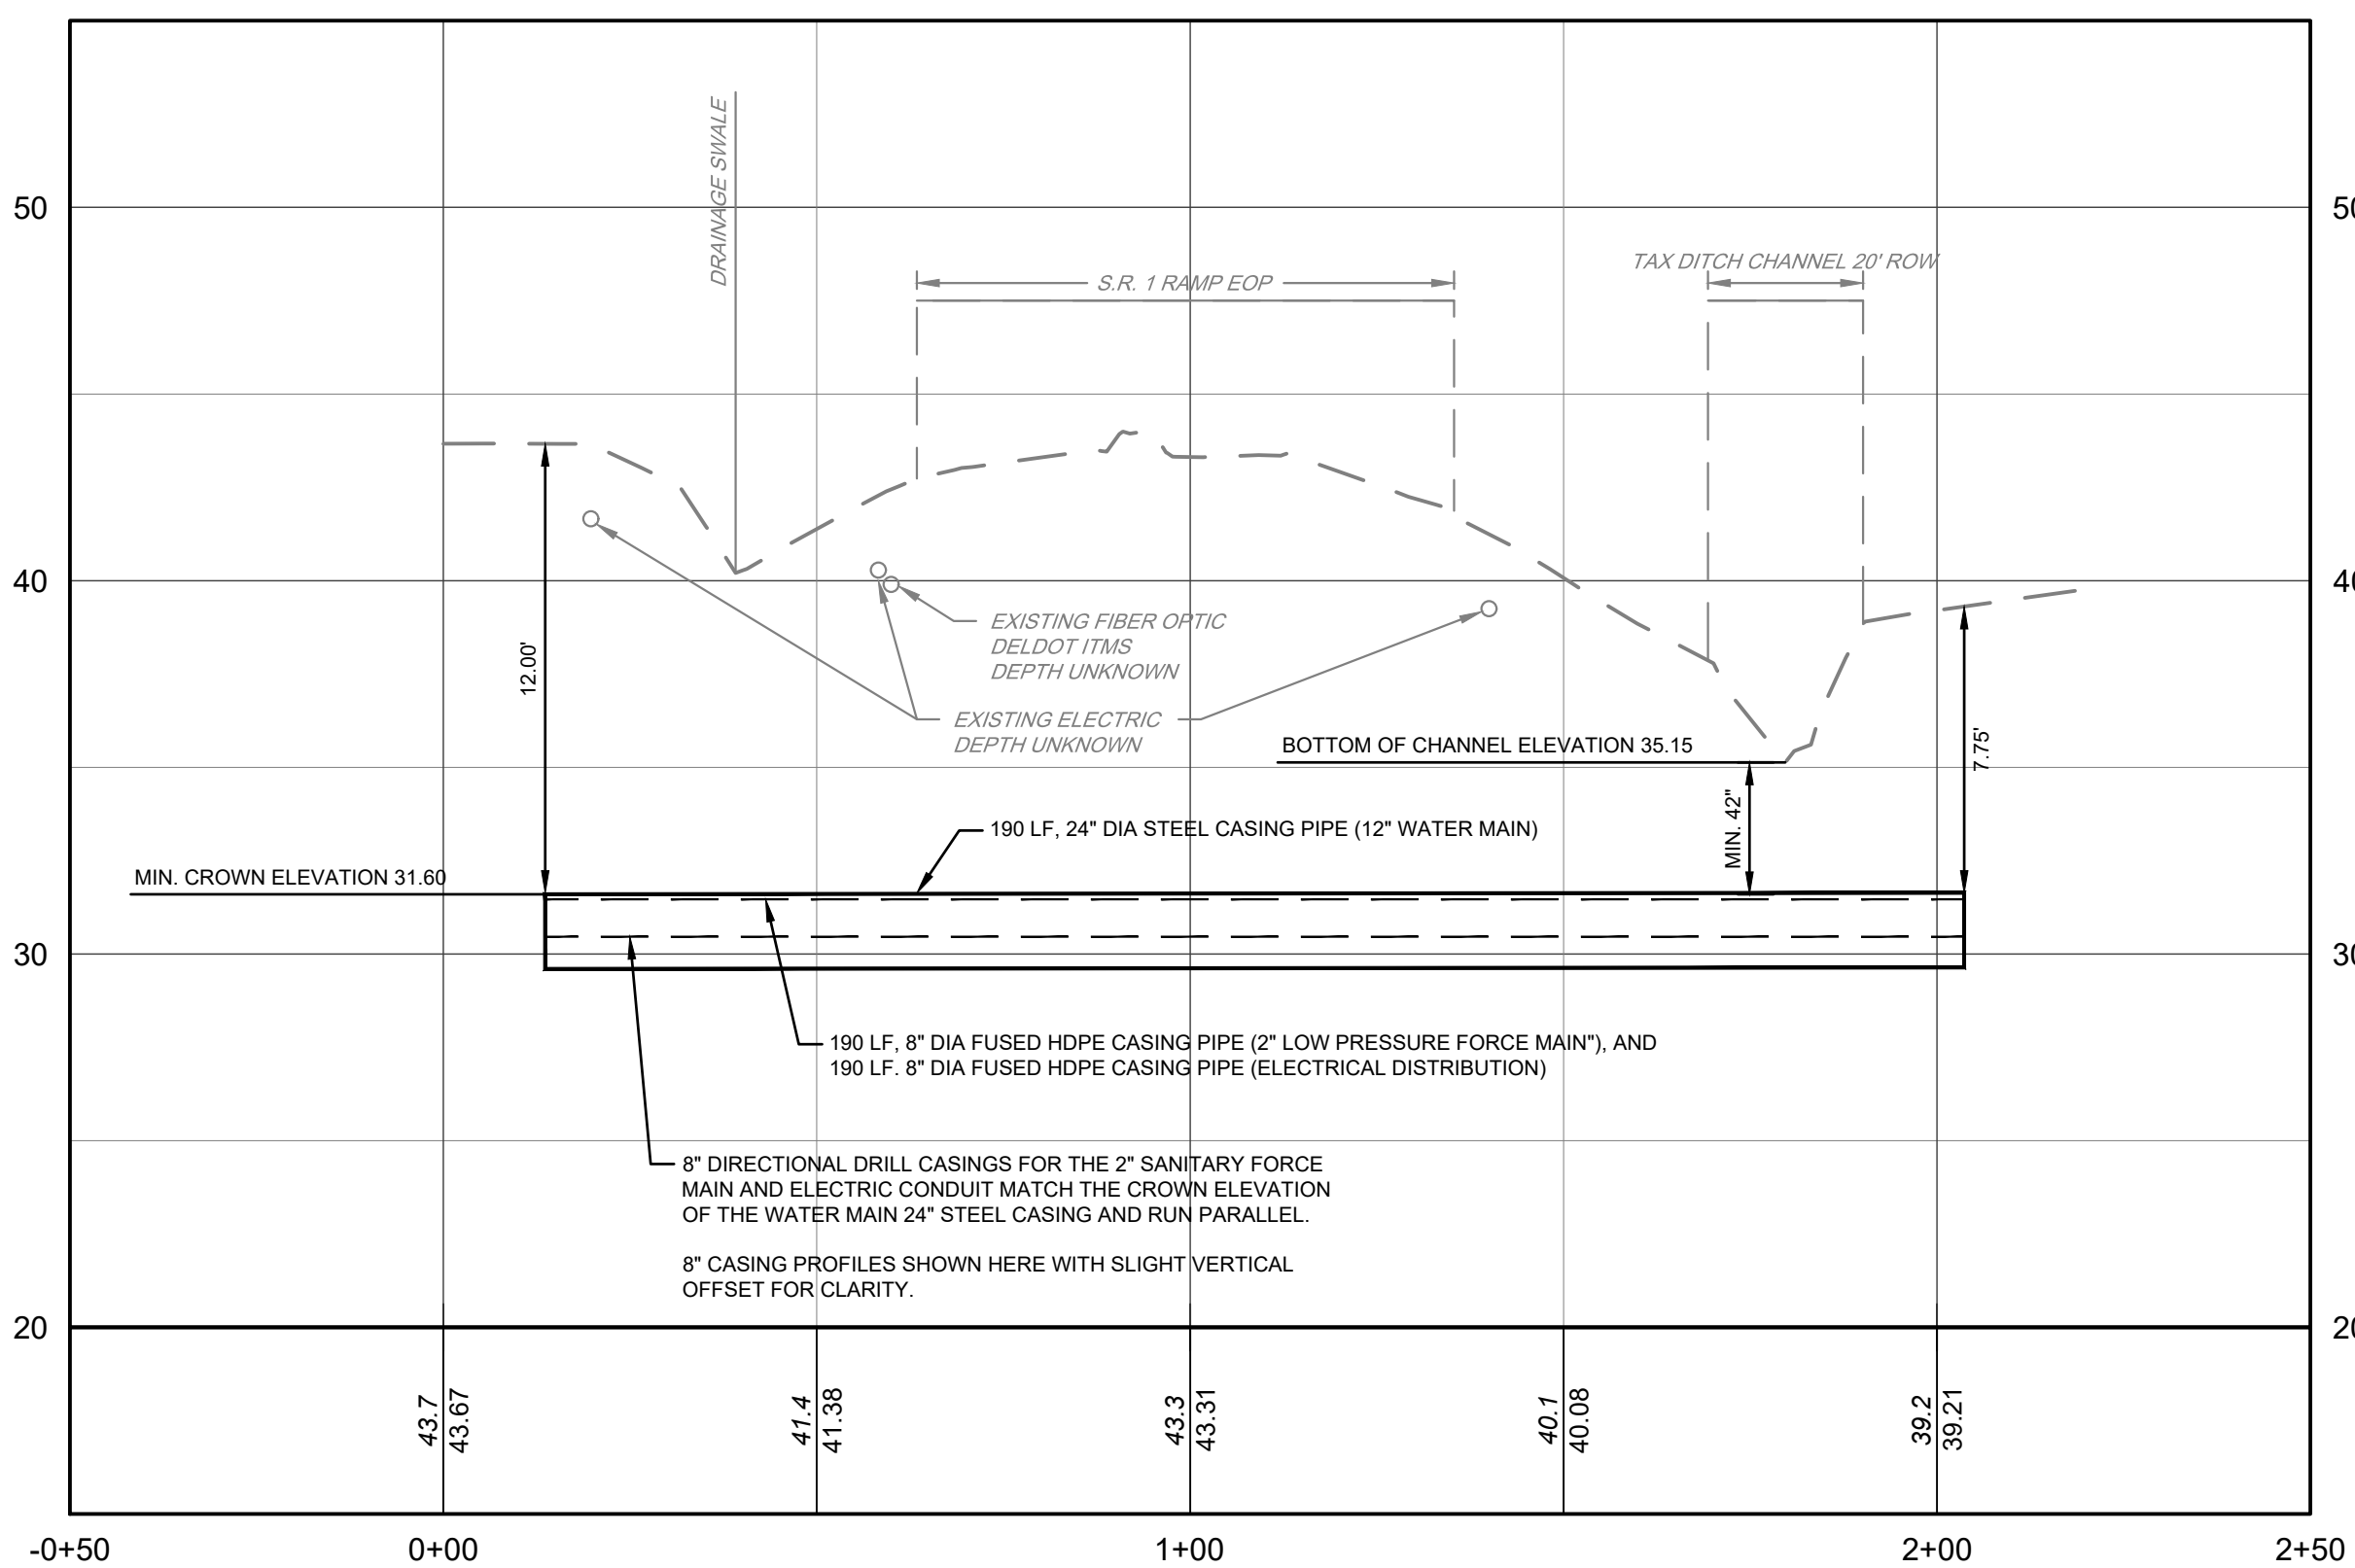 DRAINAGE SWALE
50
50
TAX DITCH CHANNEL 20' ROW
S.R. 1 RAMP EOP
40
40
EXISTING FIBER OPTIC
DELDOT ITMS
DEPTH UNKNOWN
12.00'
EXISTING ELECTRIC
DEPTH UNKNOWN
BOTTOM OF CHANNEL ELEVATION 35.15
7.75'
MIN. 42"
190 LF, 24" DIA STEEL CASING PIPE (12" WATER MAIN)
MIN. CROWN ELEVATION 31.60
30
30
190 LF, 8" DIA FUSED HDPE CASING PIPE (2" LOW PRESSURE FORCE MAIN"), AND
190 LF. 8" DIA FUSED HDPE CASING PIPE (ELECTRICAL DISTRIBUTION)
8" DIRECTIONAL DRILL CASINGS FOR THE 2" SANITARY FORCE
MAIN AND ELECTRIC CONDUIT MATCH THE CROWN ELEVATION
OF THE WATER MAIN 24" STEEL CASING AND RUN PARALLEL.
8" CASING PROFILES SHOWN HERE WITH SLIGHT VERTICAL
OFFSET FOR CLARITY.
20
20
43.7
43.67
41.4
41.38
43.3
43.31
40.1
40.08
39.2
39.21
-0+50
0+00
1+00
2+00
2+50